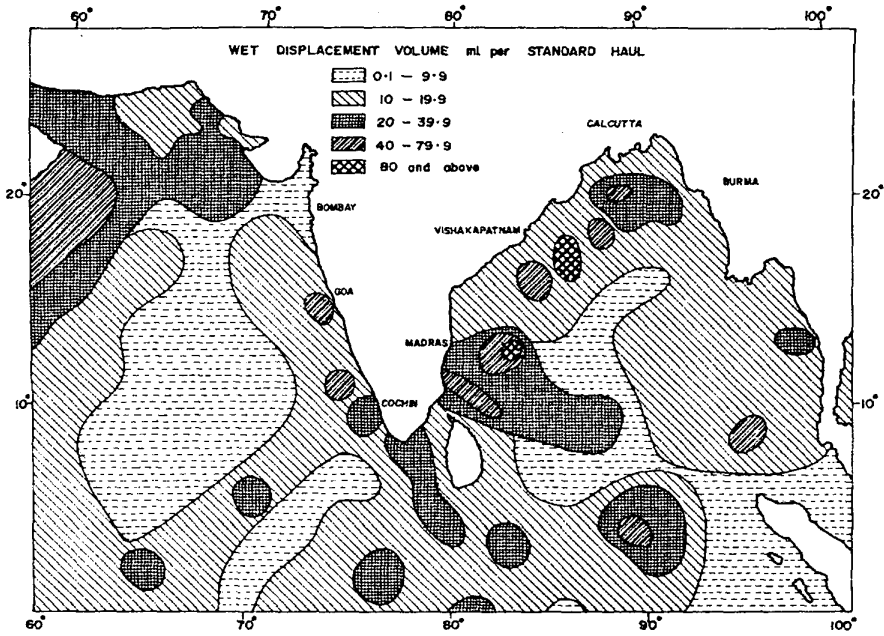 60° 70° 80° 90° 100°
WET DISPLACEMENT VOLUME ml per STANDARD HAUL
0·1 – 9·9
10 – 19·9
20 – 39·9
40 – 79·9
80 and above
CALCUTTA
BURMA
20° 20°
BOMBAY
VISHAKAPATNAM
GOA
MADRAS
10° COCHIN 10°
60° 70° 80° 90° 100°